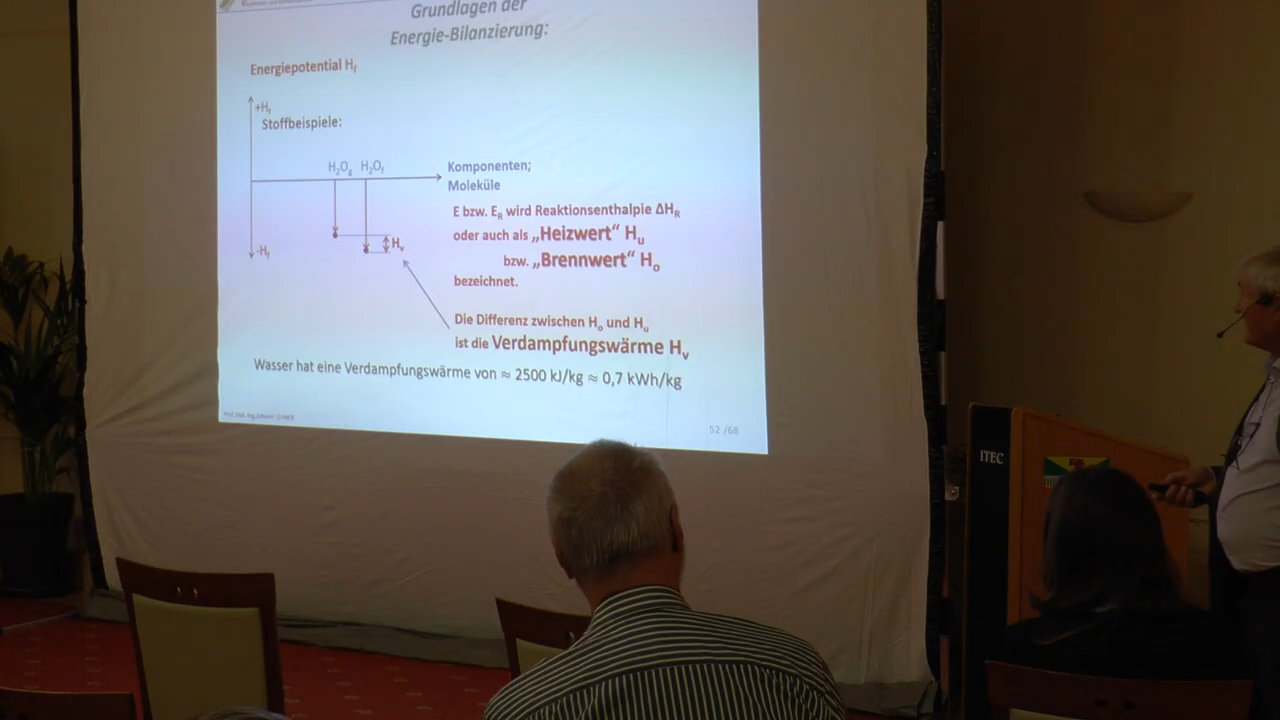 Grundlagen der
Energie-Bilanzierung:
Energiepotential Hf
+Hf
Stoffbeispiele:
H2Og H2Ol
Komponenten;
Moleküle
E bzw. ER wird Reaktionsenthalpie ΔHR
oder auch als „Heizwert“ Hu
bzw. „Brennwert“ Ho
bezeichnet.
Hv
-Hf
Die Differenz zwischen Ho und Hu
ist die Verdampfungswärme Hv
Wasser hat eine Verdampfungswärme von ≈ 2500 kJ/kg ≈ 0,7 kWh/kg
52 /68
ITEC